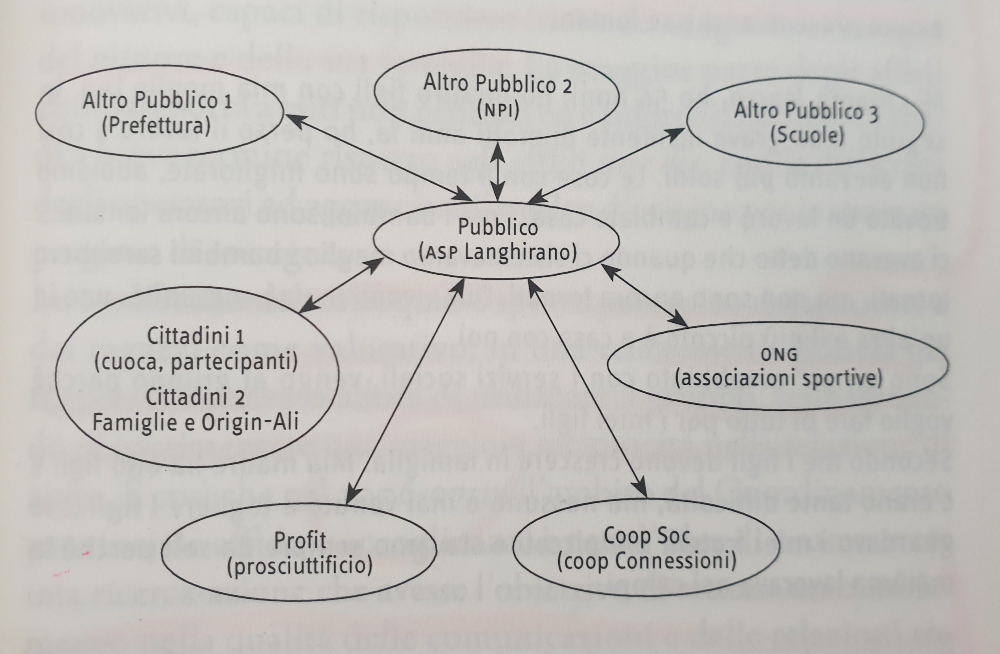 Altro Pubblico 1
(Prefettura)
Altro Pubblico 2
(NPI)
Altro Pubblico 3
(Scuole)
Pubblico
(ASP Langhirano)
Cittadini 1
(cuoca, partecipanti)
Cittadini 2
Famiglie e Origin-Ali
ONG
(associazioni sportive)
Profit
(prosciuttificio)
Coop Soc
(coop Connessioni)